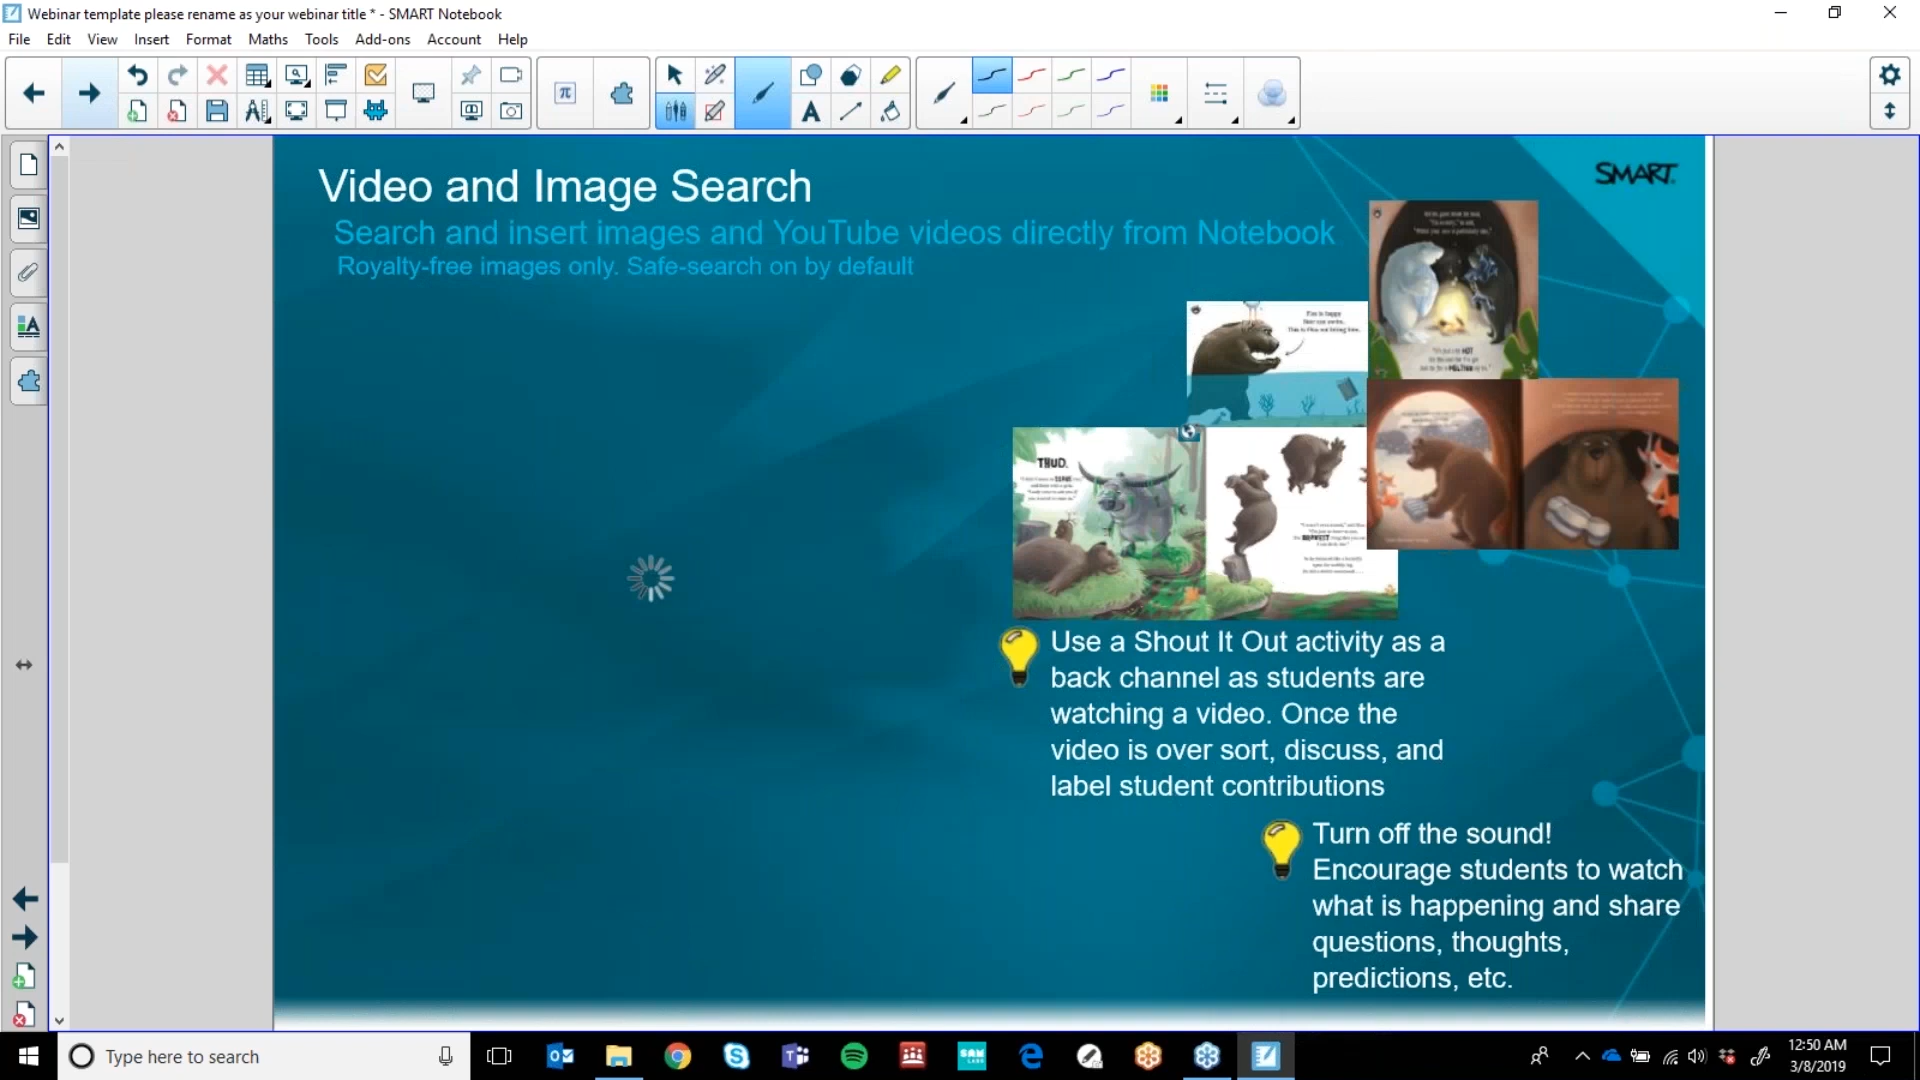 Webinar template please rename as your webinar title * - SMART Notebook
File Edit View Insert Format Maths Tools Add-ons Account Help
Video and Image Search
SMART
Search and insert images and YouTube videos directly from Notebook
Royalty-free images only. Safe-search on by default
THUD.
Use a Shout It Out activity as a
back channel as students are
watching a video. Once the
video is over sort, discuss, and
label student contributions
Turn off the sound!
Encourage students to watch
what is happening and share
questions, thoughts,
predictions, etc.
Type here to search
12:50 AM
3/8/2019